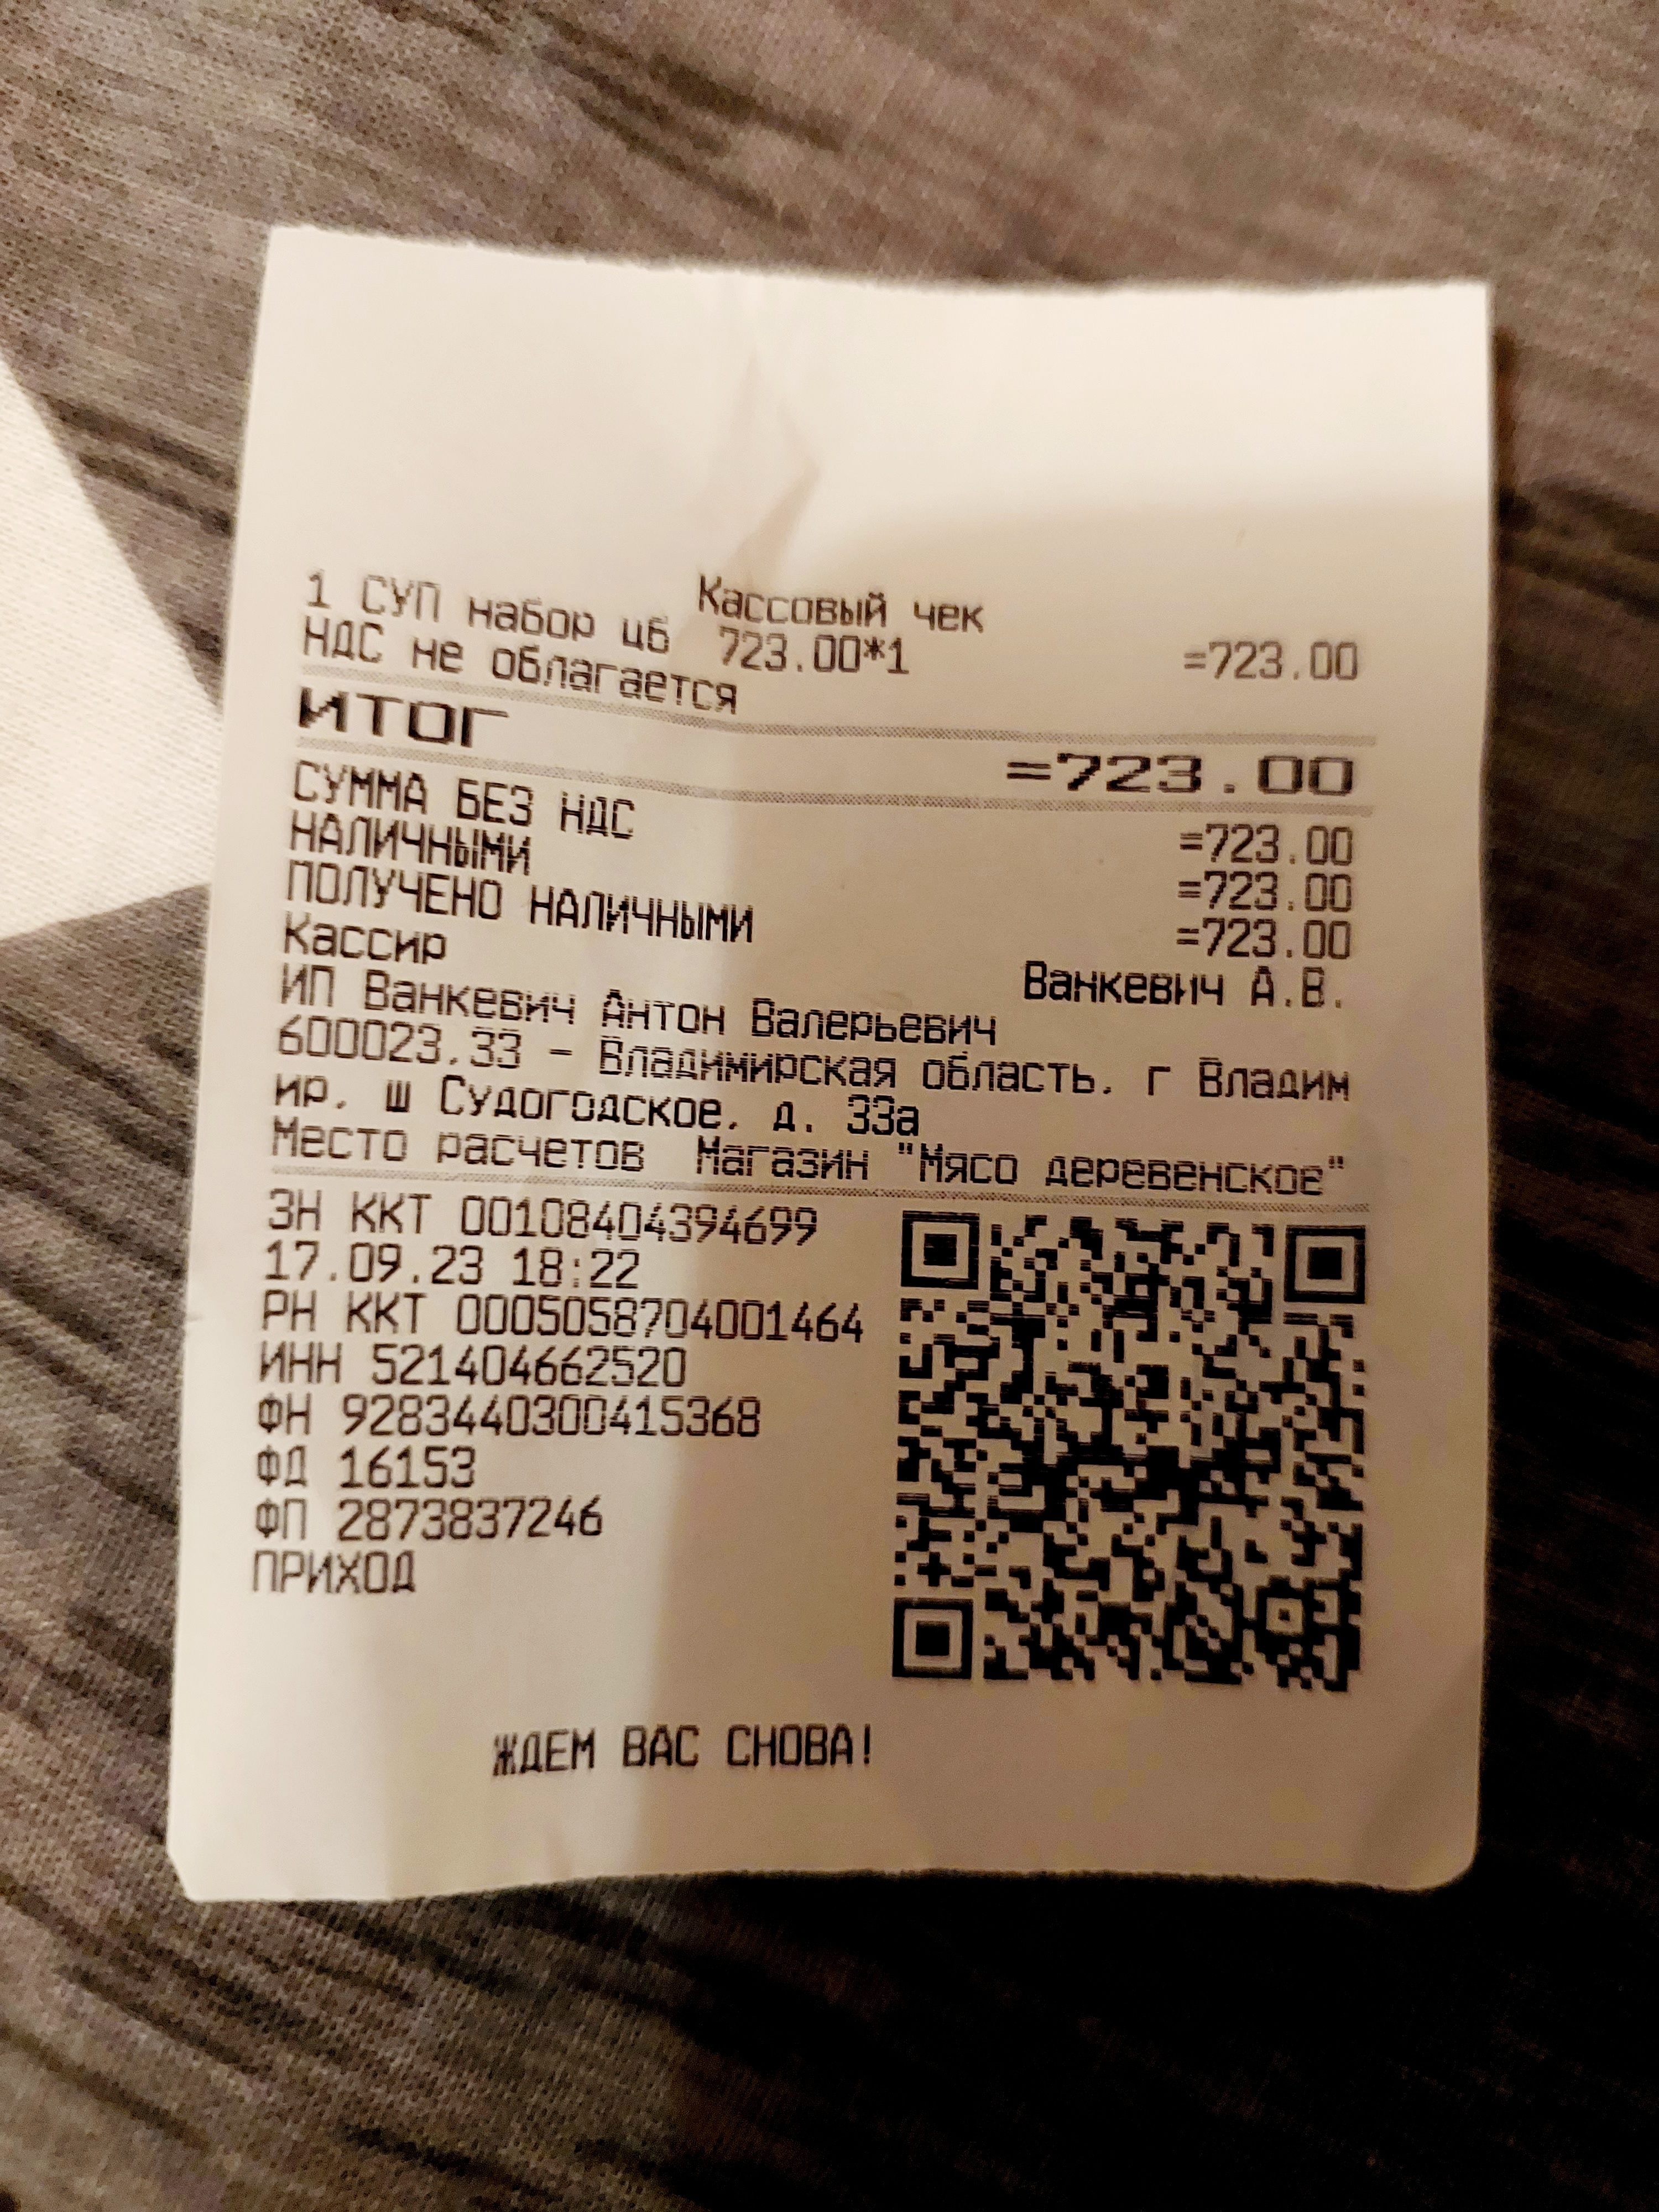 Кассовый чек
1 СУП набор цб 723.00*1 =723.00
НДС не облагается
ИТОГ =723.00
СУММА БЕЗ НДС =723.00
НАЛИЧНЫМИ =723.00
ПОЛУЧЕНО НАЛИЧНЫМИ =723.00
Кассир Ванкевич А.В.
ИП Ванкевич Антон Валерьевич
600023,33 - Владимирская область, г Владим
ир, ш Судогодское, д. 33а
Место расчетов Магазин "Мясо деревенское"
ЗН ККТ 00108404394699
17.09.23 18:22
РН ККТ 0005058704001464
ИНН 521404662520
ФН 9283440300415368
ФД 16153
ФП 2873837246
ПРИХОД
ЖДЕМ ВАС СНОВА!